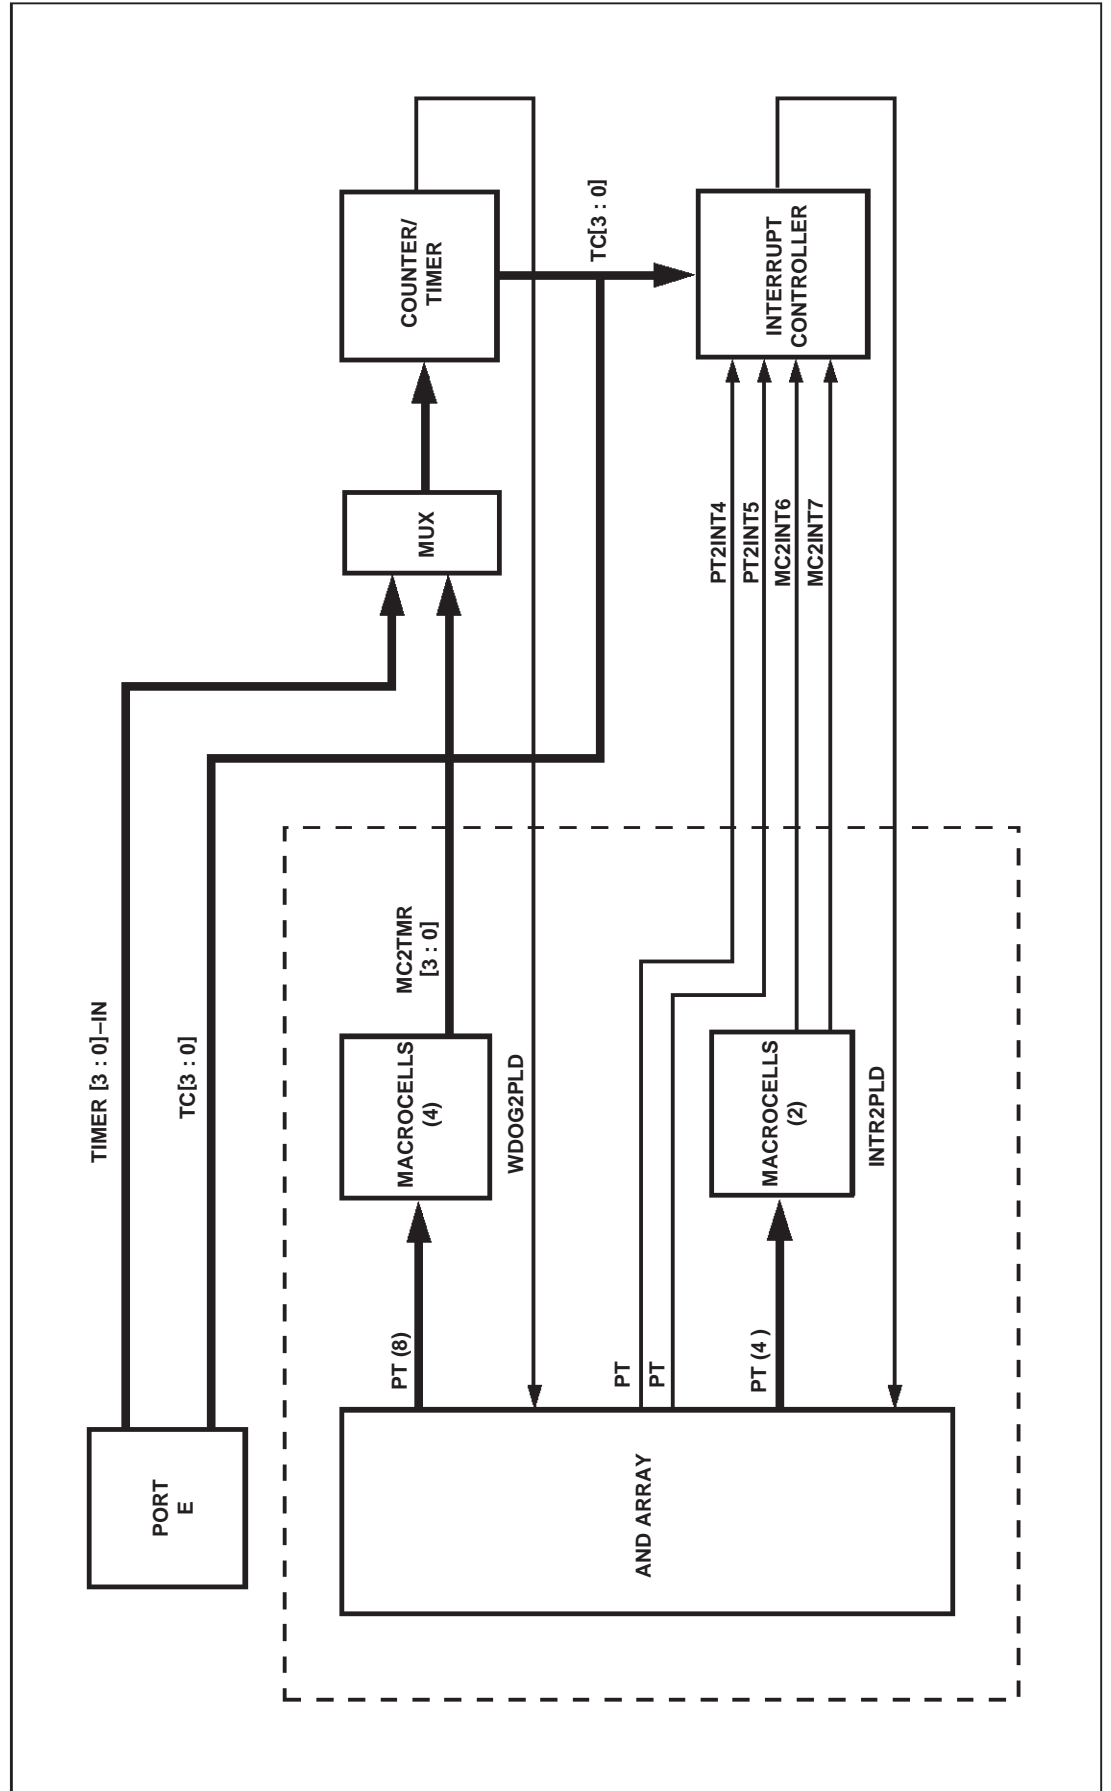 PORT
E
TIMER [3 : 0]–IN
TC[3 : 0]
AND ARRAY
PT (8)
MACROCELLS
(4)
MC2TMR
[3 : 0]
WDOG2PLD
MUX
COUNTER/
TIMER
TC[3 : 0]
PT
PT
PT (4 )
MACROCELLS
(2)
INTR2PLD
PT2INT4
PT2INT5
MC2INT6
MC2INT7
INTERRUPT
CONTROLLER